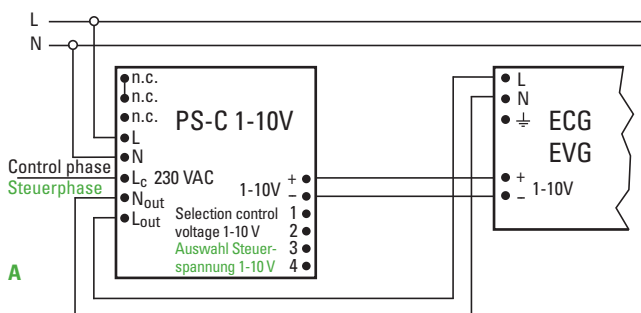 L
N
n.c.
n.c.
n.c.
L
N
Lc 230 VAC
Nout
Lout
PS-C 1-10V
Control phase
Steuerphase
1-10V
+
–
Selection control
voltage 1-10 V
Auswahl Steuer-
spannung 1-10 V
1
2
3
4
L
N
ECG
EVG
+
–
1-10V
A